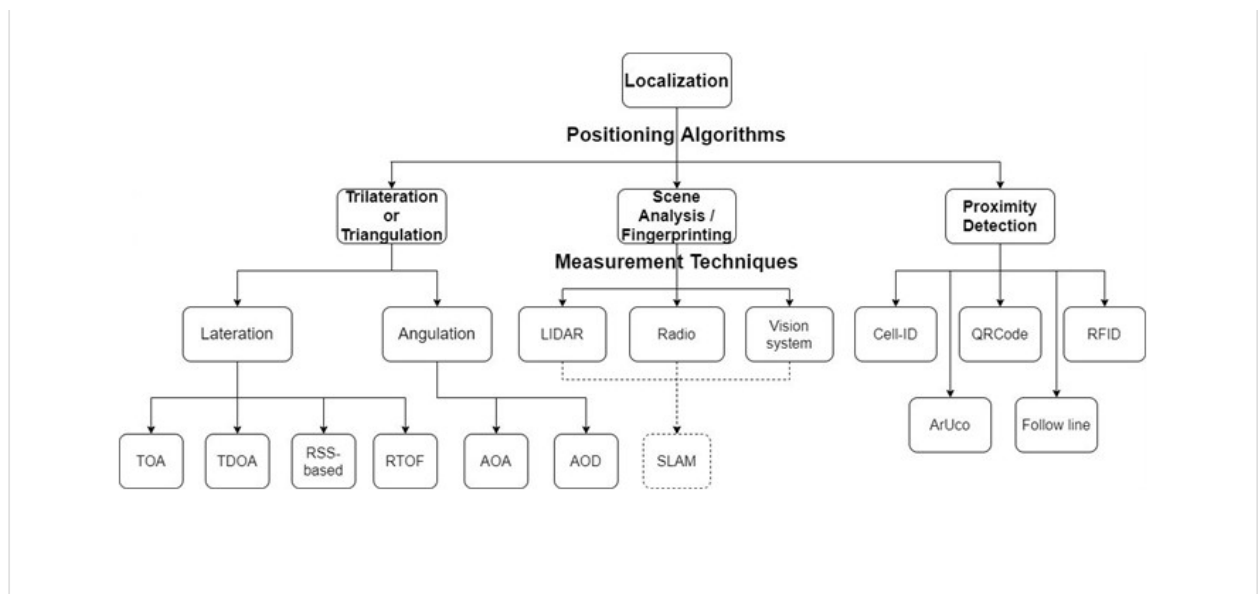 Localization
Positioning Algorithms
Trilateration
or
Triangulation
Scene
Analysis /
Fingerprinting
Proximity
Detection
Measurement Techniques
Lateration
Angulation
LIDAR
Radio
Vision
system
Cell-ID
QRCode
RFID
ArUco
Follow line
TOA
TDOA
RSS-
based
RTOF
AOA
AOD
SLAM